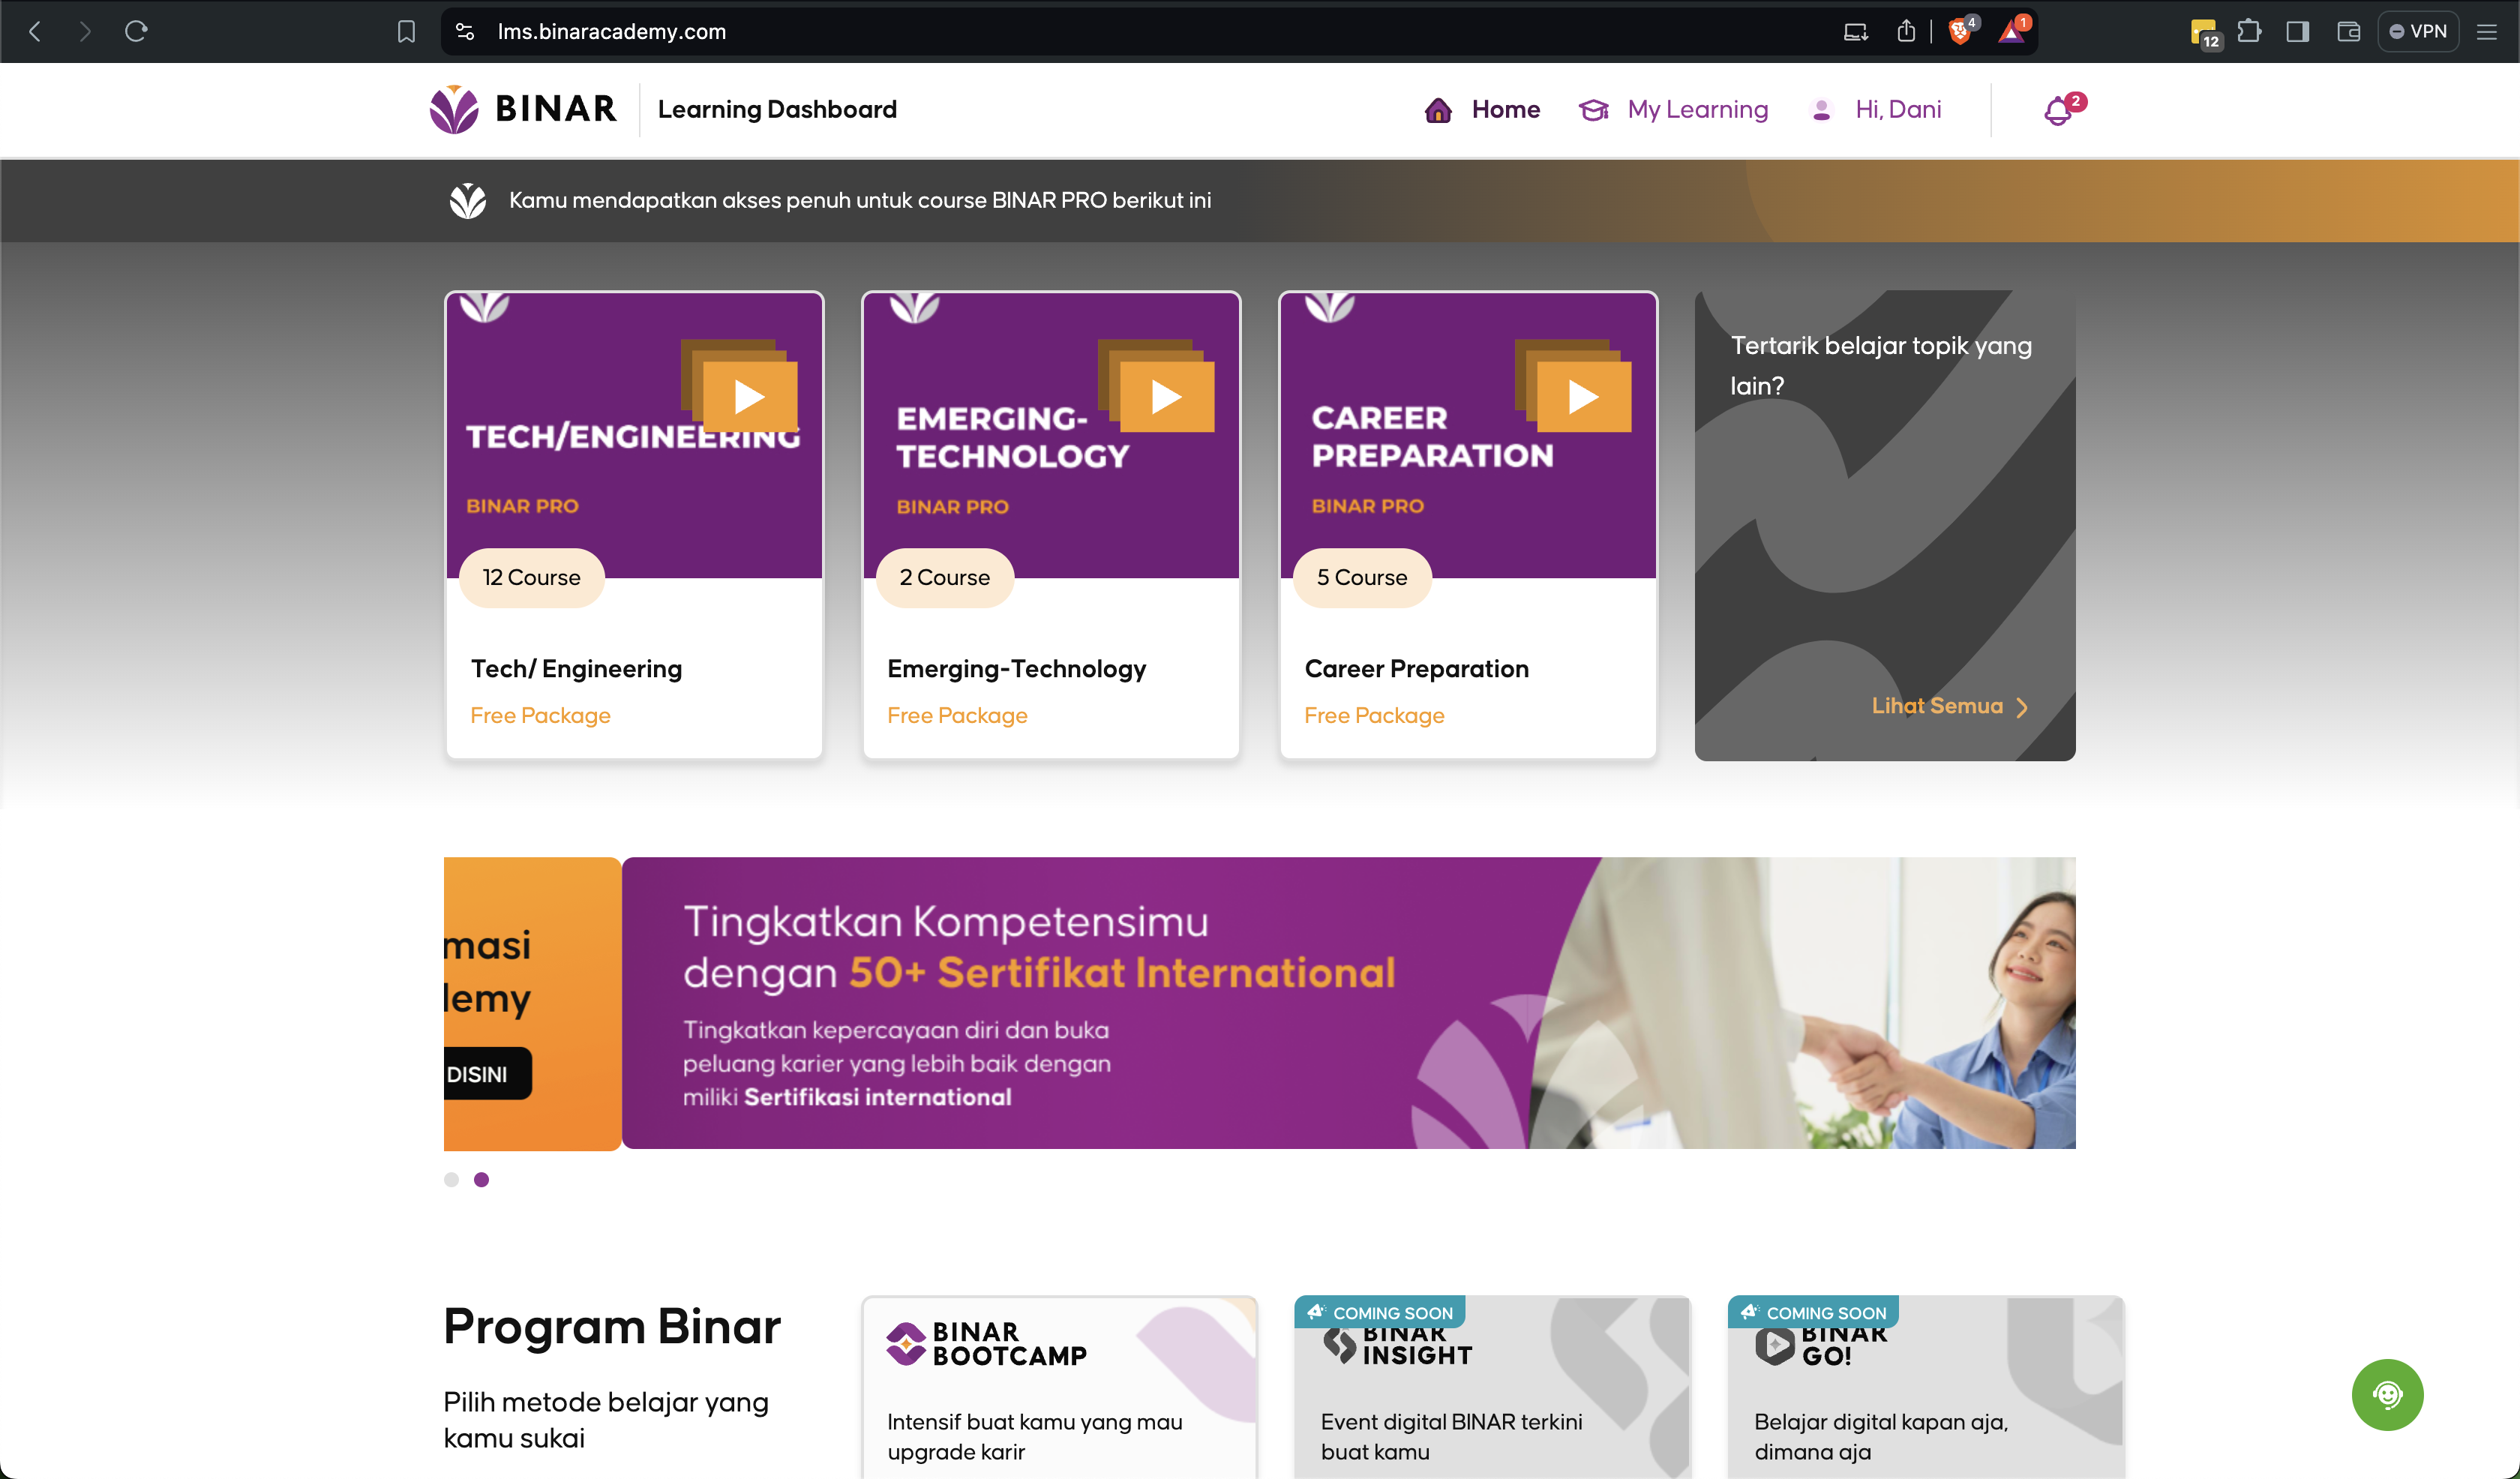 lms.binaracademy.com
4
1
12
VPN
BINAR
Learning Dashboard
Home
My Learning
Hi, Dani
2
Kamu mendapatkan akses penuh untuk course BINAR PRO berikut ini
TECH/ENGINEERING
BINAR PRO
12 Course
Tech/ Engineering
Free Package
EMERGING-
TECHNOLOGY
BINAR PRO
2 Course
Emerging-Technology
Free Package
CAREER
PREPARATION
BINAR PRO
5 Course
Career Preparation
Free Package
Tertarik belajar topik yang
lain?
Lihat Semua
masi
demy
DISINI
Tingkatkan Kompetensimu
dengan 50+ Sertifikat International
Tingkatkan kepercayaan diri dan buka
peluang karier yang lebih baik dengan
miliki Sertifikasi international
Program Binar
Pilih metode belajar yang
kamu sukai
BINAR
BOOTCAMP
Intensif buat kamu yang mau
upgrade karir
COMING SOON
BINAR
INSIGHT
Event digital BINAR terkini
buat kamu
COMING SOON
BINAR
GO!
Belajar digital kapan aja,
dimana aja